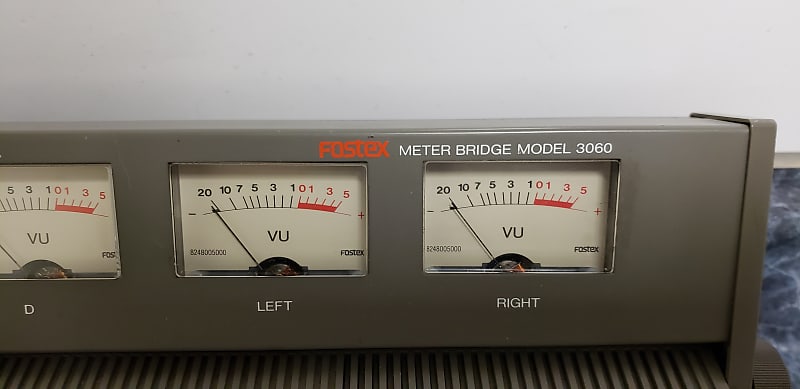 Fostex METER BRIDGE MODEL 3060
5 3 1 0 1 3 5
VU
Fos
D
20 10 7 5 3 1 0 1 3 5
- +
VU
8248005000 Fostex
LEFT
20 10 7 5 3 1 0 1 3 5
- +
VU
8248005000 Fostex
RIGHT